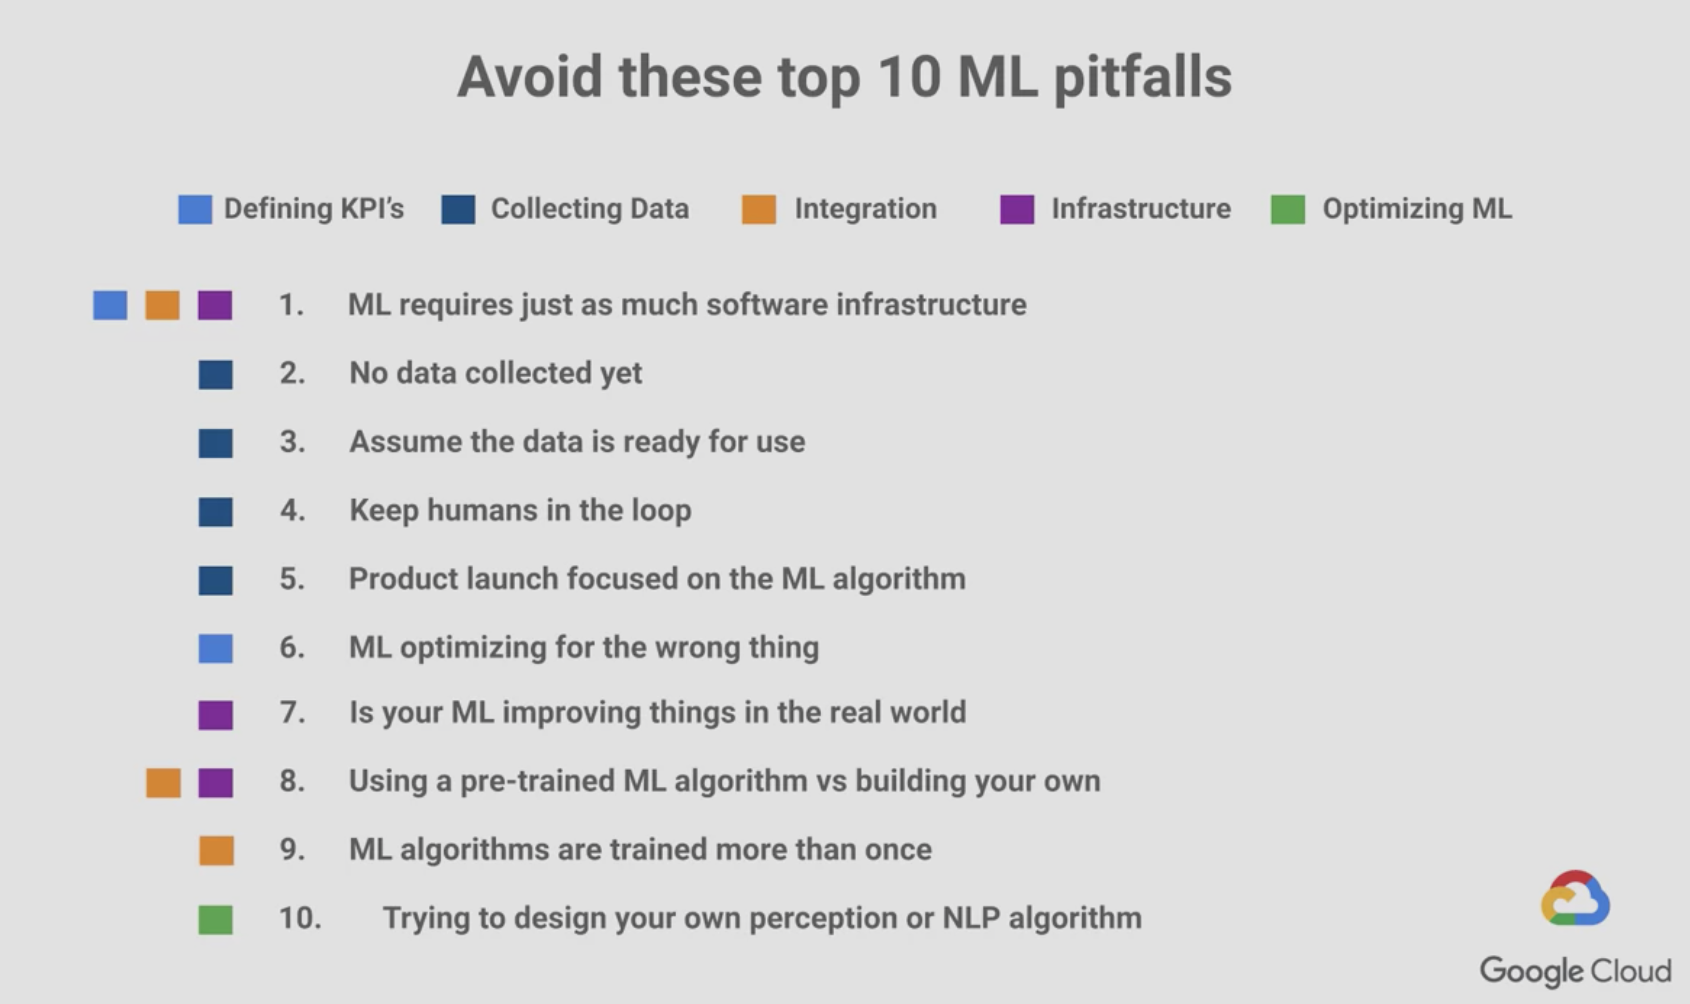 Avoid these top 10 ML pitfalls
Defining KPI's Collecting Data Integration Infrastructure Optimizing ML
1. ML requires just as much software infrastructure
2. No data collected yet
3. Assume the data is ready for use
4. Keep humans in the loop
5. Product launch focused on the ML algorithm
6. ML optimizing for the wrong thing
7. Is your ML improving things in the real world
8. Using a pre-trained ML algorithm vs building your own
9. ML algorithms are trained more than once
10. Trying to design your own perception or NLP algorithm
Google Cloud